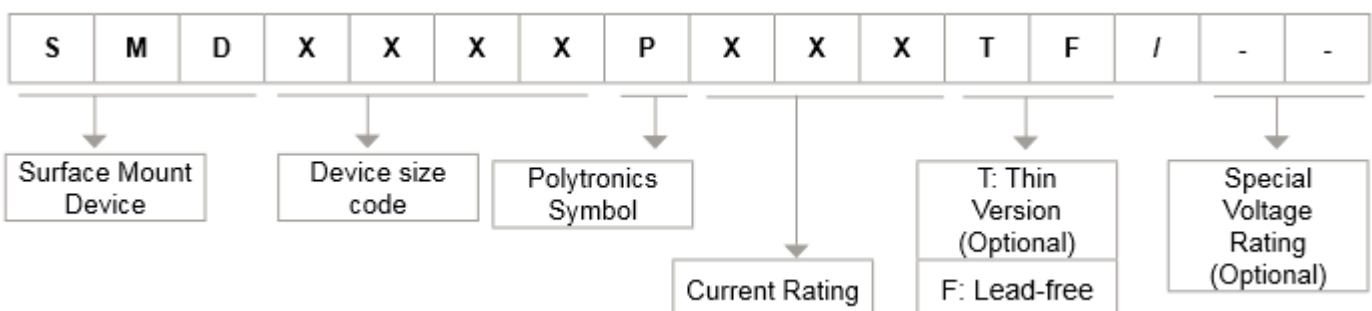 S M D X X X X P X X X T F / - -
Surface Mount
Device
Device size
code
Polytronics
Symbol
Current Rating
T: Thin
Version
(Optional)
F: Lead-free
Special
Voltage
Rating
(Optional)